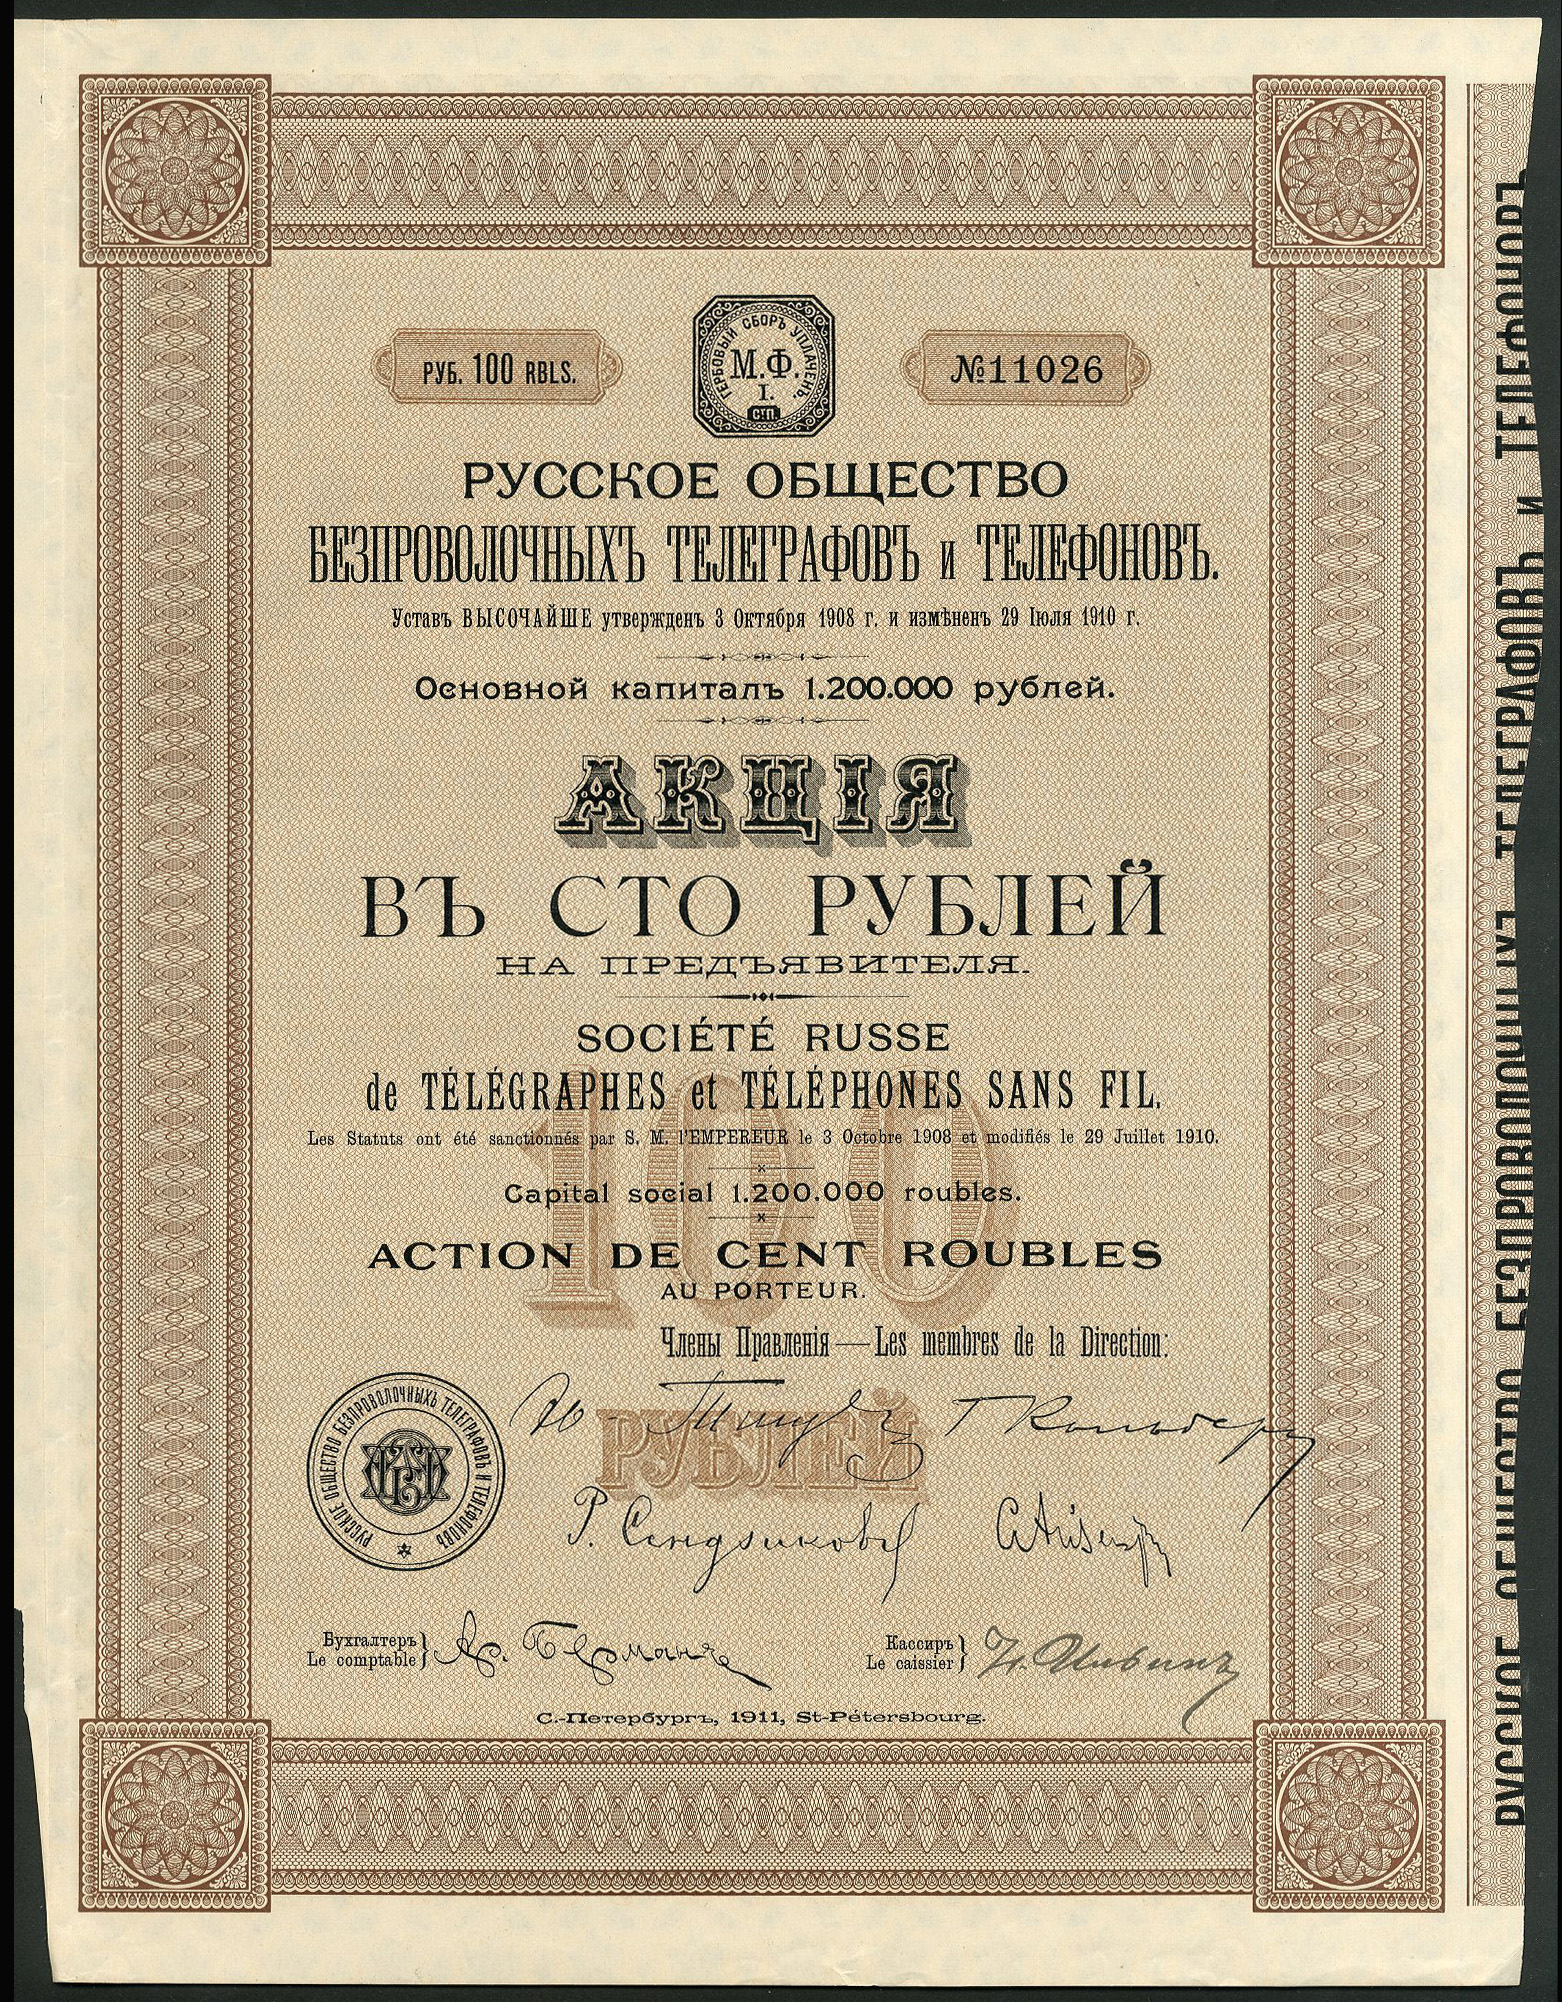 РУБ. 100 RBLS.
ГЕРБОВЫЙ СБОРЪ УПЛАЧЕНЪ.
М.Ф.
I.
СП.
№11026
РУССКОЕ ОБЩЕСТВО
БЕЗПРОВОЛОЧНЫХЪ ТЕЛЕГРАФОВЪ и ТЕЛЕФОНОВЪ.
Уставъ ВЫСОЧАЙШЕ утвержденъ 3 Октября 1908 г. и измѣненъ 29 Іюля 1910 г.
Основной капиталъ 1.200.000 рублей.
АКЦІЯ
ВЪ СТО РУБЛЕЙ
НА ПРЕДЪЯВИТЕЛЯ.
SOCIÉTÉ RUSSE
de TÉLÉGRAPHES et TÉLÉPHONES SANS FIL.
Les Statuts ont été sanctionnés par S. M. l'EMPEREUR le 3 Octobre 1908 et modifiés le 29 Juillet 1910.
Capital social 1.200.000 roubles.
100
ACTION DE CENT ROUBLES
AU PORTEUR.
Члены Правленія — Les membres de la Direction:
РУБЛЕЙ
РУССКОЕ ОБЩЕСТВО БЕЗПРОВОЛОЧНЫХЪ ТЕЛЕГРАФОВЪ И ТЕЛЕФОНОВЪ
Бухгалтеръ
Le comptable
Кассиръ
Le caissier
С.-Петербургъ, 1911, St-Pétersbourg.
РУССКОЕ ОБЩЕСТВО БЕЗПРОВОЛОЧНЫХЪ ТЕЛЕГРАФОВЪ и ТЕЛЕФОНОВЪ